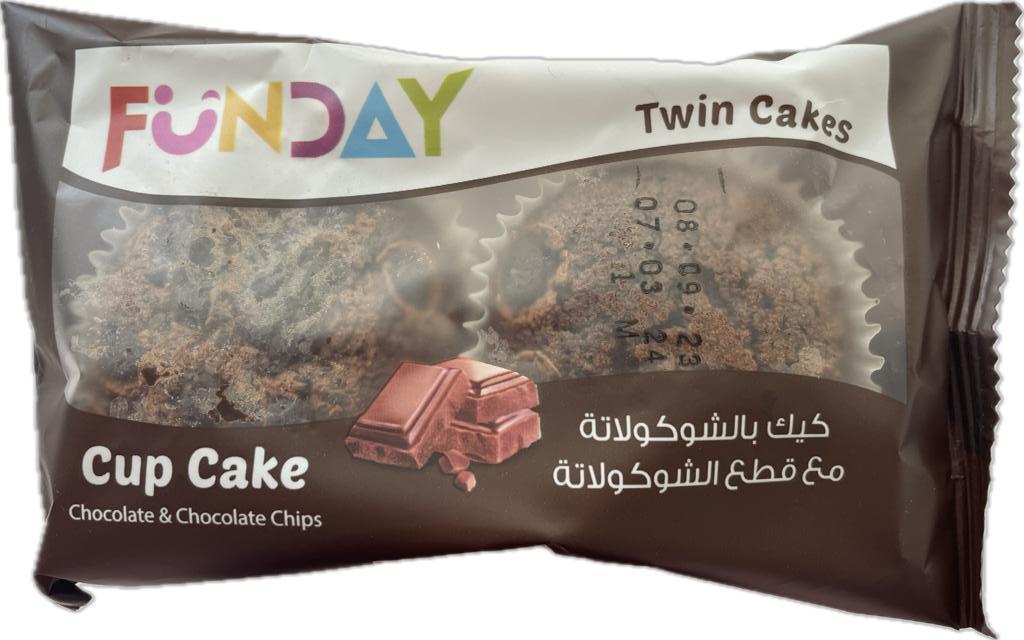 FUNDAY
Twin Cakes
08.09.23
07.03 24
1 M
Cup Cake
Chocolate & Chocolate Chips
كيك بالشوكولاتة
مع قطع الشوكولاتة